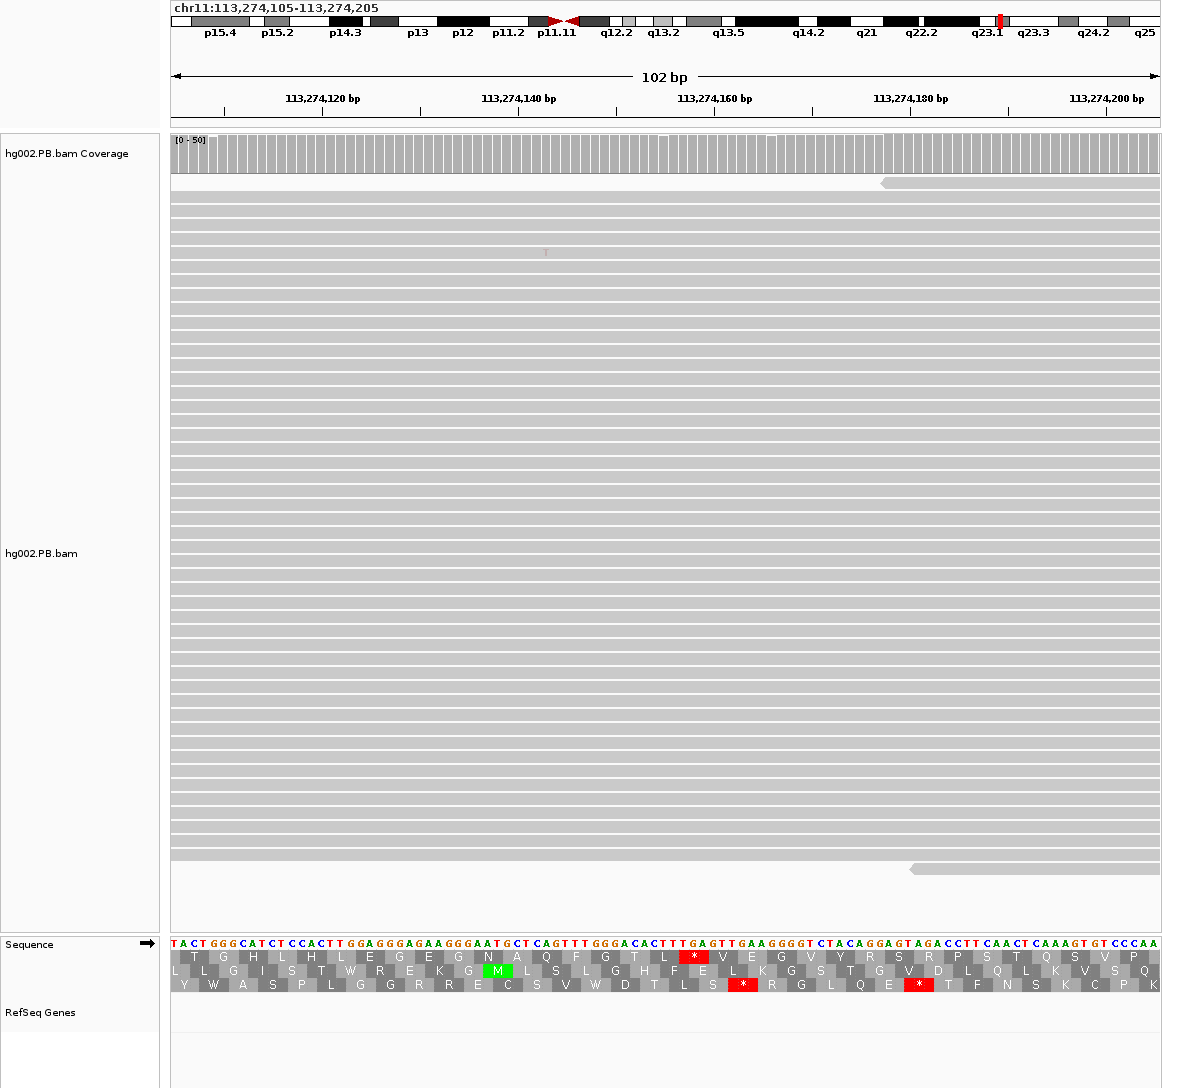 chr11:113,274,105-113,274,205
p15.4 p15.2 p14.3 p13 p12 p11.2 p11.11 q12.2 q13.2 q13.5 q14.2 q21 q22.2 q23.1 q23.3 q24.2 q25
102 bp
113,274,120 bp 113,274,140 bp 113,274,160 bp 113,274,180 bp 113,274,200 bp
[0 - 50]
hg002.PB.bam Coverage
T
hg002.PB.bam
Sequence TACTGGGCATCTCCACTTGGAGGGAGAAGGGAATGCTCAGTTTGGGACACTTTGAGTTGAAGGGGTCTACAGGAGTAGACCTTCAACTCAAAGTGTCCCAA
T G H L H L E G E G N A Q F G T L * V E G V Y R S R P S T Q S V P
L L G I S T W R E K G M L S L G H F E L K G S T G V D L Q L K V S Q
Y W A S P L G G R R E C S V W D T L S * R G L Q E * T F N S K C P K
RefSeq Genes